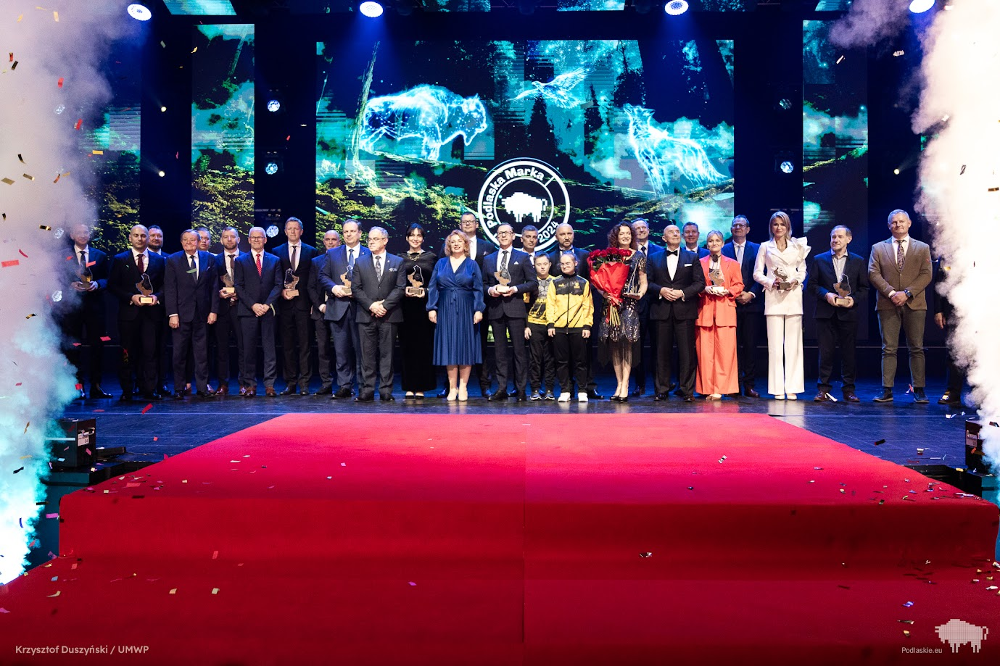 Podlaska Marka
2024
Krzysztof Duszyński / UMWP
Podlaskie.eu